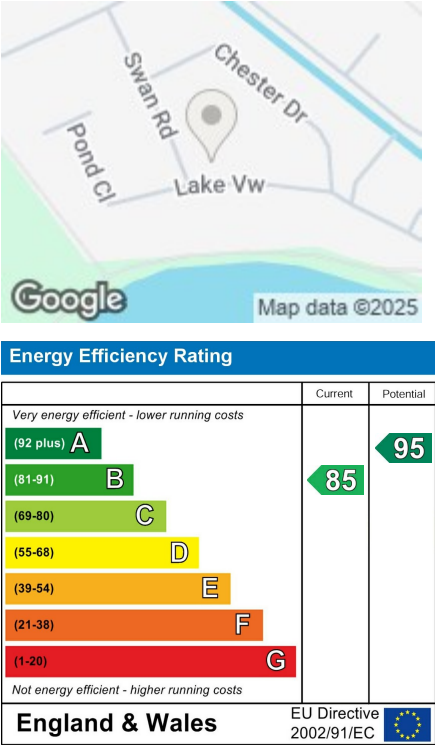 Chester Dr
Swan Rd
Pond Cl
Lake Vw
Google
Map data ©2025
Energy Efficiency Rating
Current
Potential
Very energy efficient - lower running costs
(92 plus) A
95
(81-91) B
85
(69-80) C
(55-68) D
(39-54) E
(21-38) F
(1-20) G
Not energy efficient - higher running costs
England & Wales
EU Directive
2002/91/EC